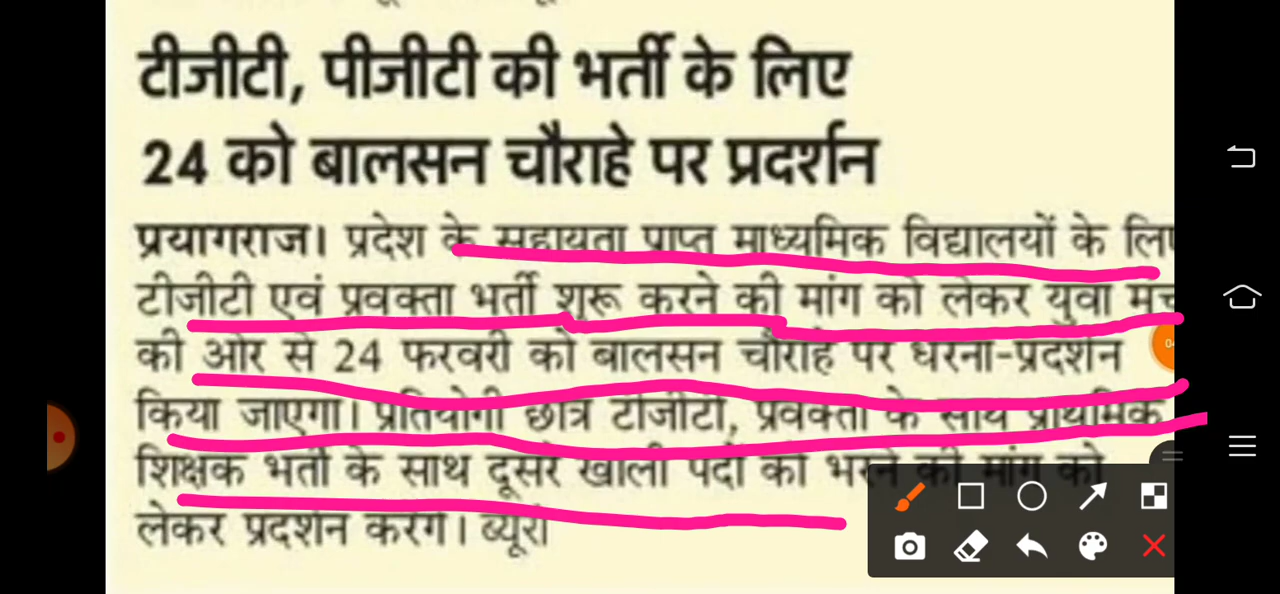 टीजीटी, पीजीटी की भर्ती के लिए
24 को बालसन चौराहे पर प्रदर्शन
प्रयागराज। प्रदेश के सहायता प्राप्त माध्यमिक विद्यालयों के लिए
टीजीटी एवं प्रवक्ता भर्ती शुरू करने की मांग को लेकर युवा मंच
की ओर से 24 फरवरी को बालसन चौराहे पर धरना-प्रदर्शन
किया जाएगा। प्रतियोगी छात्र टीजीटी, प्रवक्ता के साथ प्राथमिक
शिक्षक भर्ती के साथ दूसरे खाली पदों को भरने की मांग को
लेकर प्रदर्शन करेंगे। ब्यूरो